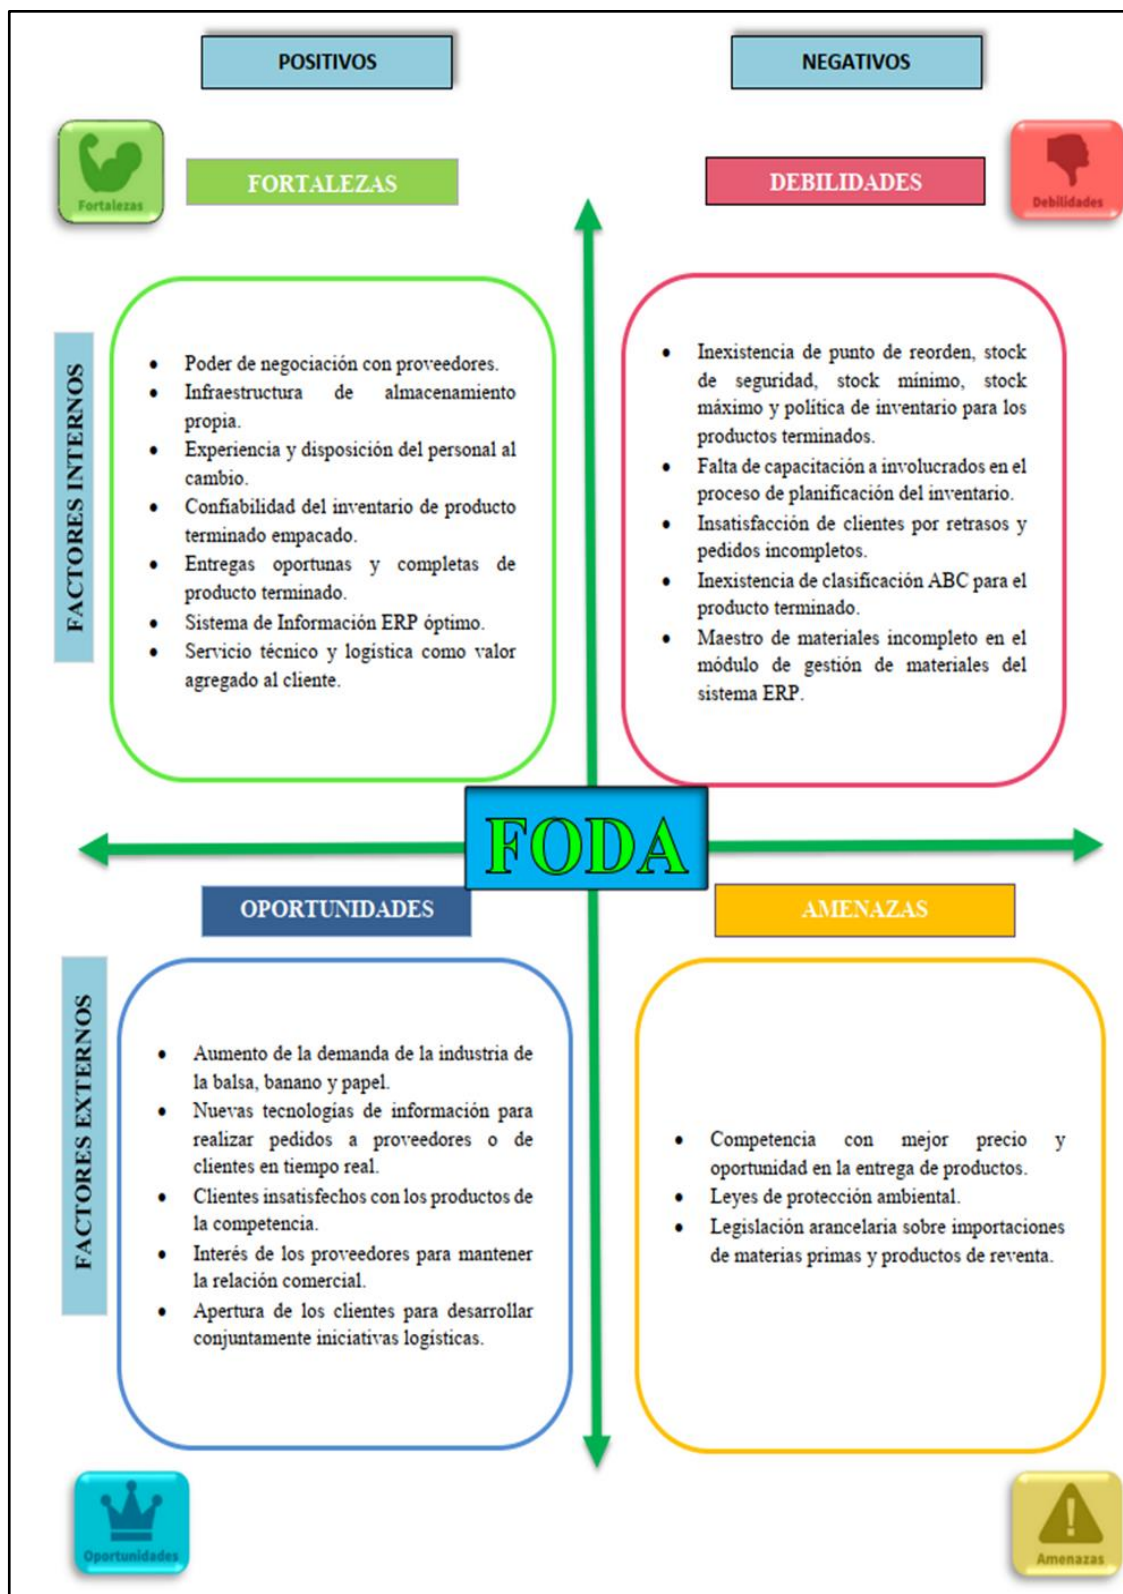 POSITIVOS
NEGATIVOS
Fortalezas
FORTALEZAS
DEBILIDADES
Debilidades
FACTORES INTERNOS
• Poder de negociación con proveedores.
• Infraestructura de almacenamiento
propia.
• Experiencia y disposición del personal al
cambio.
• Confiabilidad del inventario de producto
terminado empacado.
• Entregas oportunas y completas de
producto terminado.
• Sistema de Información ERP óptimo.
• Servicio técnico y logística como valor
agregado al cliente.
• Inexistencia de punto de reorden, stock
de seguridad, stock mínimo, stock
máximo y política de inventario para los
productos terminados.
• Falta de capacitación a involucrados en el
proceso de planificación del inventario.
• Insatisfacción de clientes por retrasos y
pedidos incompletos.
• Inexistencia de clasificación ABC para el
producto terminado.
• Maestro de materiales incompleto en el
módulo de gestión de materiales del
sistema ERP.
FODA
OPORTUNIDADES
AMENAZAS
FACTORES EXTERNOS
• Aumento de la demanda de la industria de
la balsa, banano y papel.
• Nuevas tecnologías de información para
realizar pedidos a proveedores o de
clientes en tiempo real.
• Clientes insatisfechos con los productos de
la competencia.
• Interés de los proveedores para mantener
la relación comercial.
• Apertura de los clientes para desarrollar
conjuntamente iniciativas logísticas.
• Competencia con mejor precio y
oportunidad en la entrega de productos.
• Leyes de protección ambiental.
• Legislación arancelaria sobre importaciones
de materias primas y productos de reventa.
Oportunidades
Amenazas